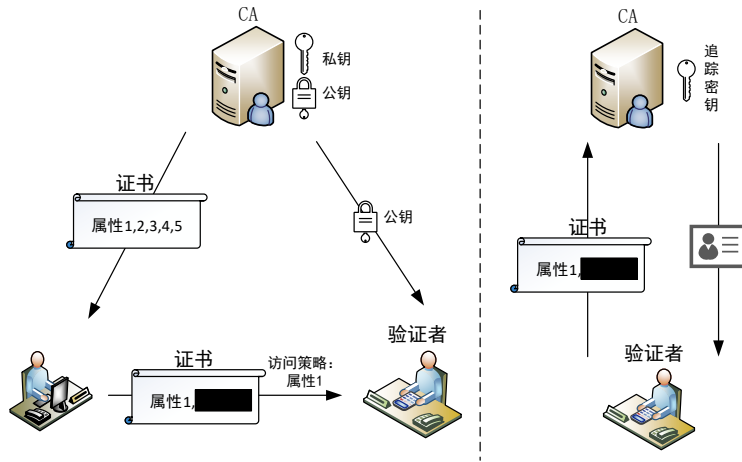 CA
私钥
公钥
证书
属性1,2,3,4,5
公钥
证书
属性1,
访问策略：
属性1
验证者
CA
追踪密钥
证书
属性1,
验证者